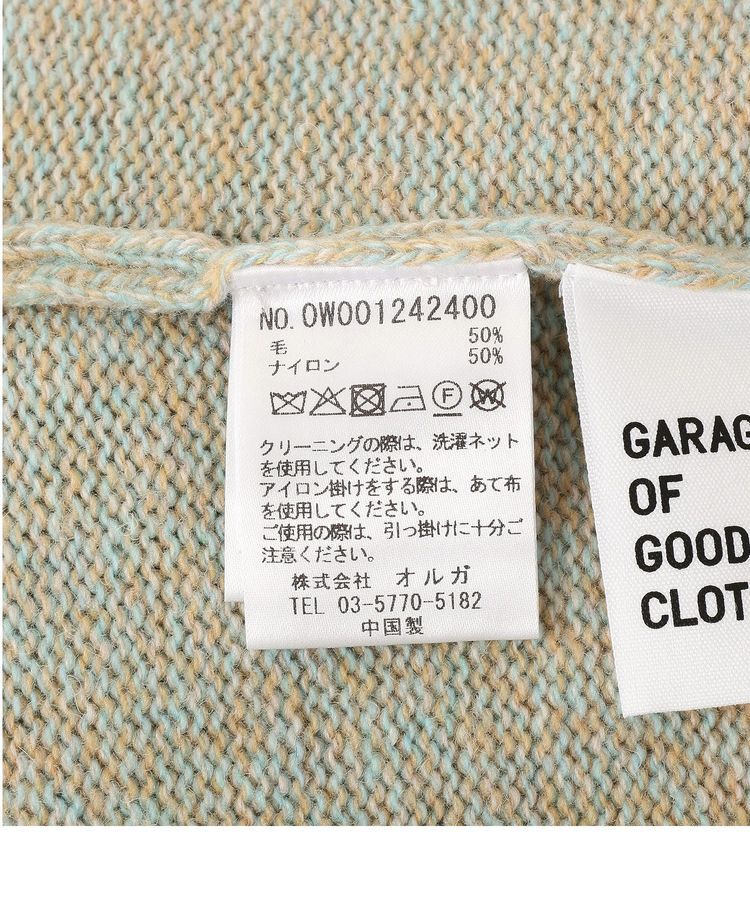 NO. OW001242400
毛 50%
ナイロン 50%
F W
クリーニングの際は、洗濯ネット
を使用してください。
アイロン掛けをする際は、あて布
を使用してください。
ご使用の際は、引っ掛けに十分ご
注意ください。
株式会社 オルガ
TEL 03-5770-5182
中国製
GARAG
OF
GOOD
CLOT